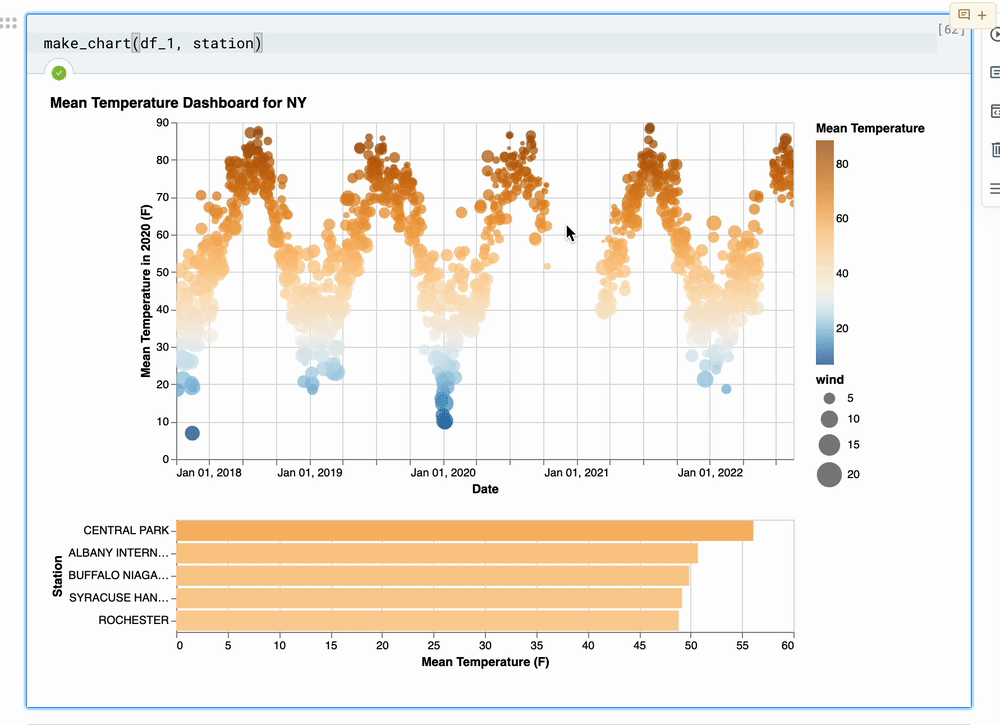 [62]
make_chart(df_1, station)
Mean Temperature Dashboard for NY
90
80
70
60
50
40
30
20
10
0
Mean Temperature in 2020 (F)
Jan 01, 2018 Jan 01, 2019 Jan 01, 2020 Jan 01, 2021 Jan 01, 2022
Date
Mean Temperature
80
60
40
20
wind
5
10
15
20
Station
CENTRAL PARK
ALBANY INTERN...
BUFFALO NIAGA...
SYRACUSE HAN...
ROCHESTER
0 5 10 15 20 25 30 35 40 45 50 55 60
Mean Temperature (F)